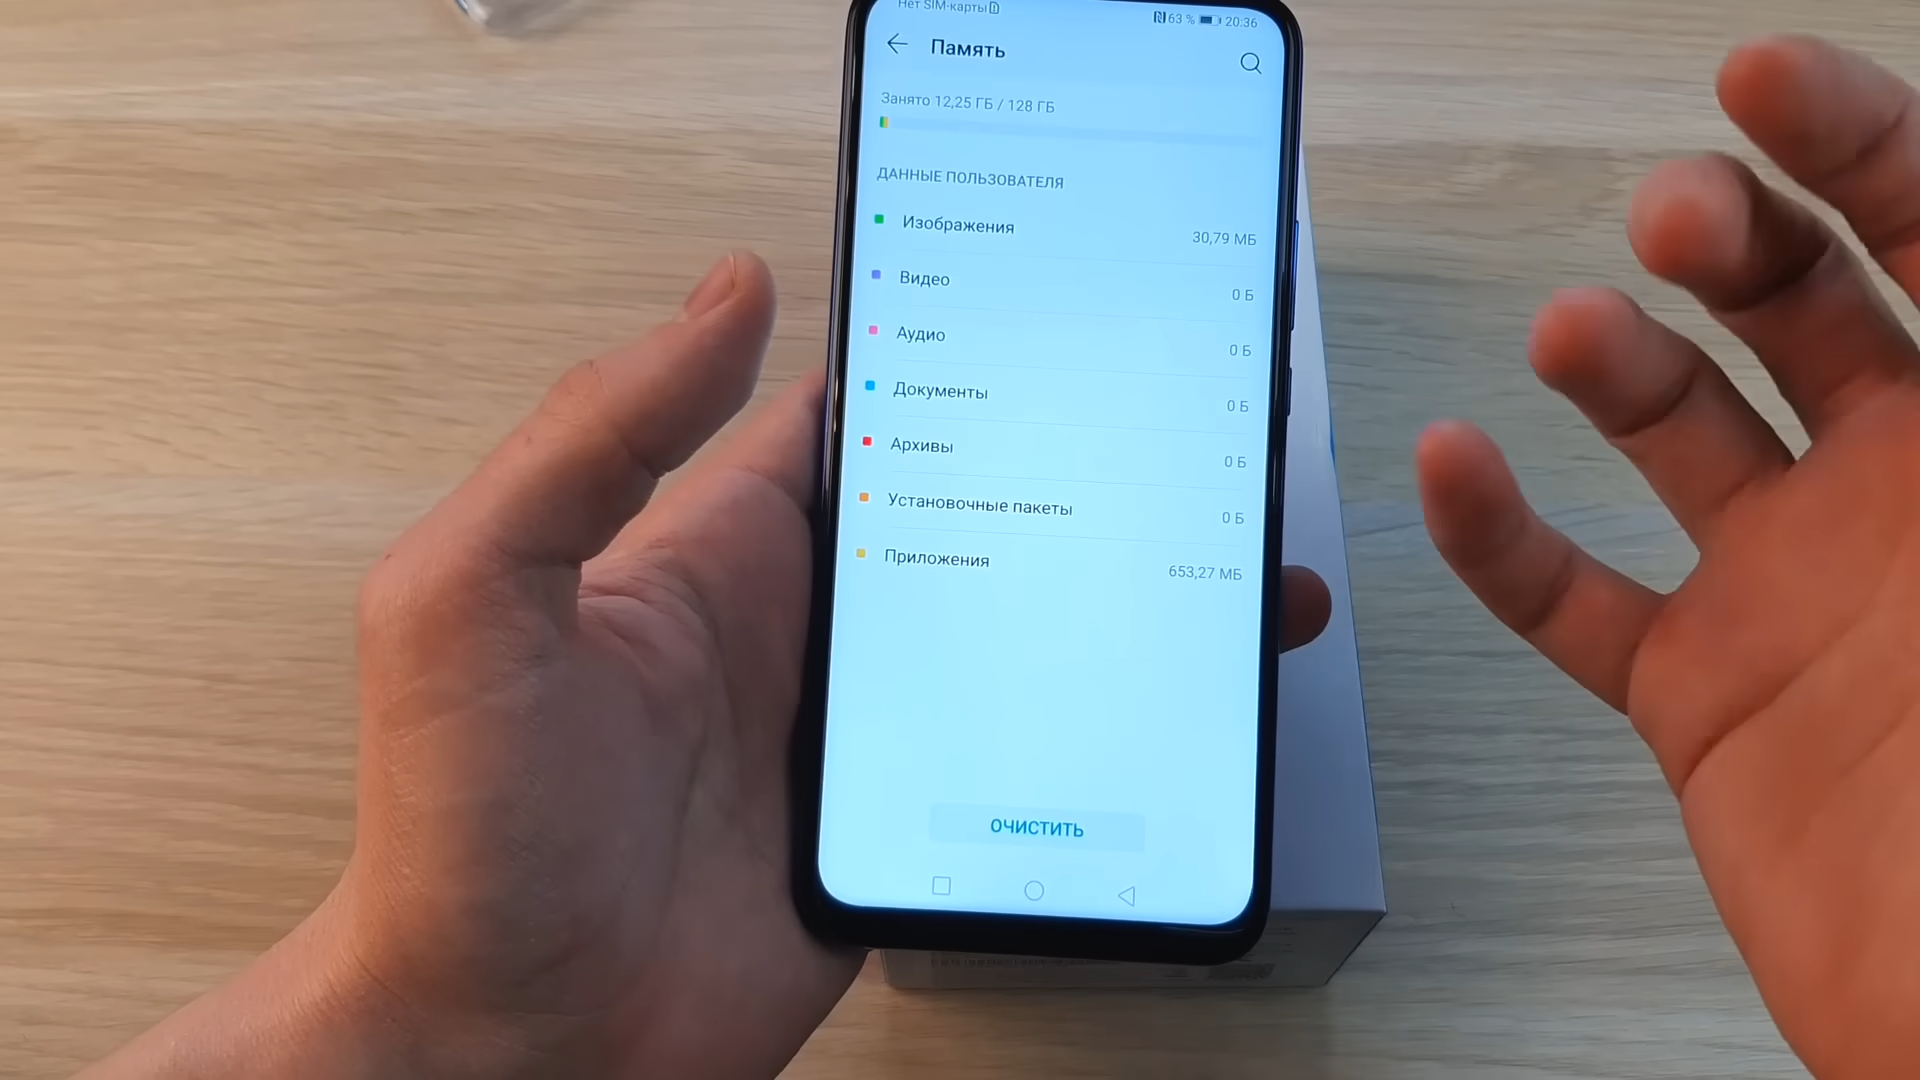 Нет SIM-карты
63 % 20:36
Память
Занято 12,25 ГБ / 128 ГБ
ДАННЫЕ ПОЛЬЗОВАТЕЛЯ
Изображения 30,79 МБ
Видео 0 Б
Аудио 0 Б
Документы 0 Б
Архивы 0 Б
Установочные пакеты 0 Б
Приложения 653,27 МБ
ОЧИСТИТЬ